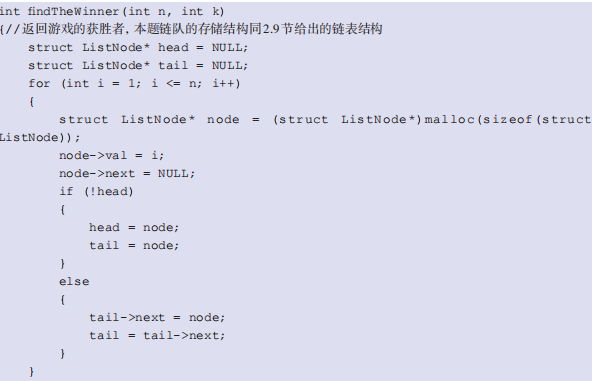 int findTheWinner(int n, int k)
{//返回游戏的获胜者，本题链队的存储结构同2.9节给出的链表结构
    struct ListNode* head = NULL;
    struct ListNode* tail = NULL;
    for (int i = 1; i <= n; i++)
    {
        struct ListNode* node = (struct ListNode*)malloc(sizeof(struct
ListNode));
        node->val = i;
        node->next = NULL;
        if (!head)
        {
            head = node;
            tail = node;
        }
        else
        {
            tail->next = node;
            tail = tail->next;
        }
    }